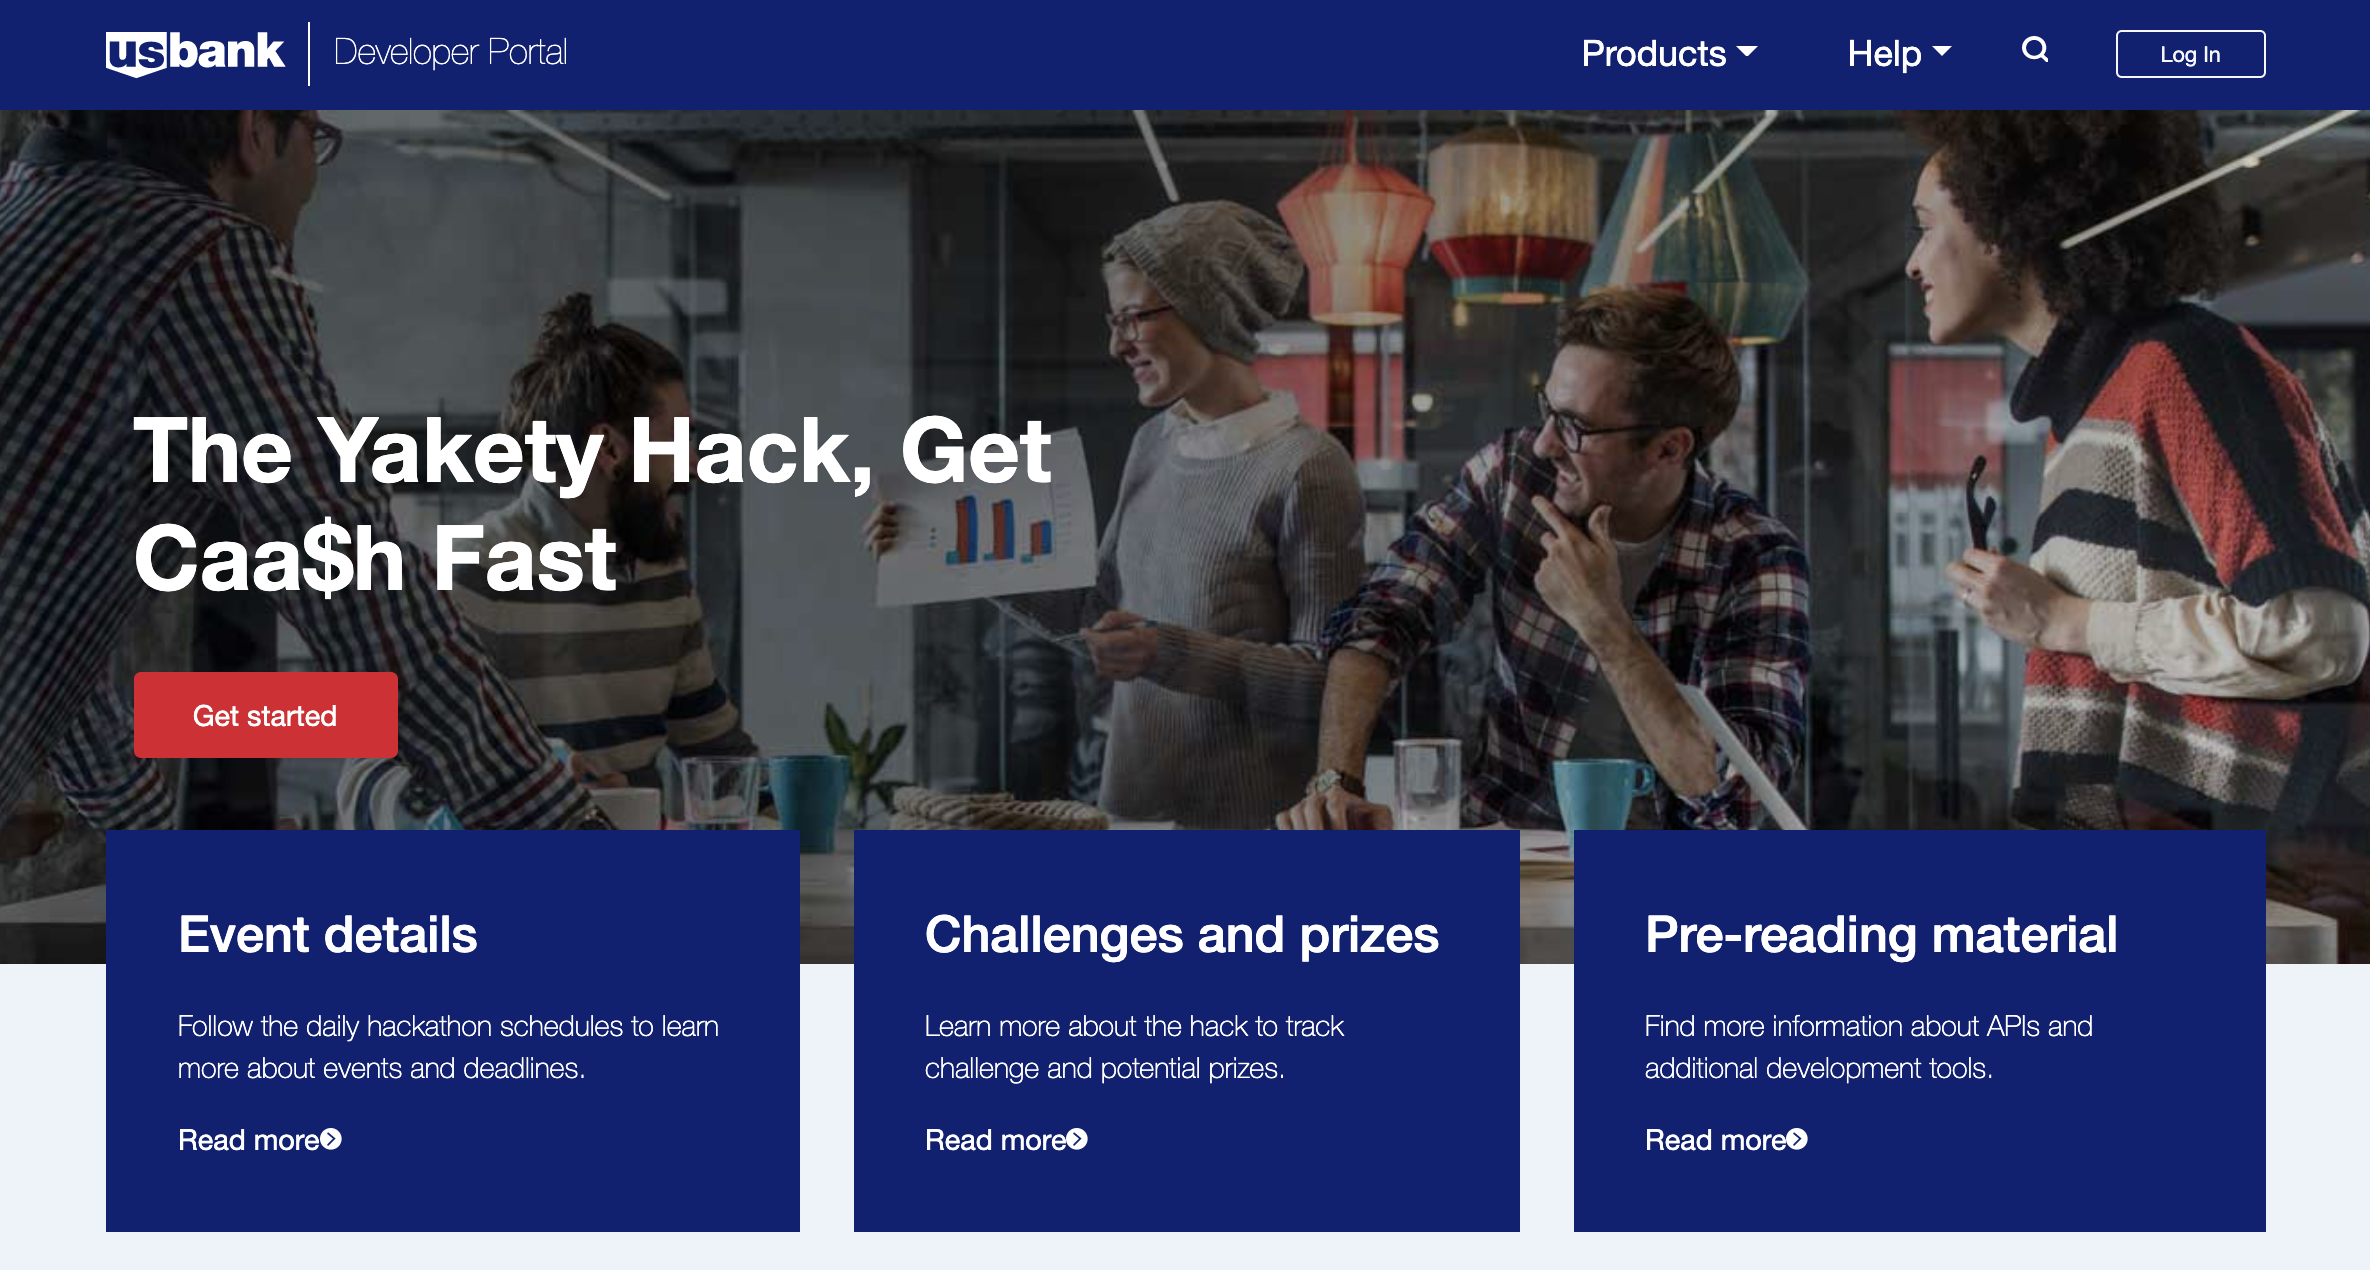 usbank
Developer Portal
Products
Help
Log In
The Yakety Hack, Get
Caa$h Fast
Get started
Event details
Follow the daily hackathon schedules to learn
more about events and deadlines.
Read more
Challenges and prizes
Learn more about the hack to track
challenge and potential prizes.
Read more
Pre-reading material
Find more information about APIs and
additional development tools.
Read more